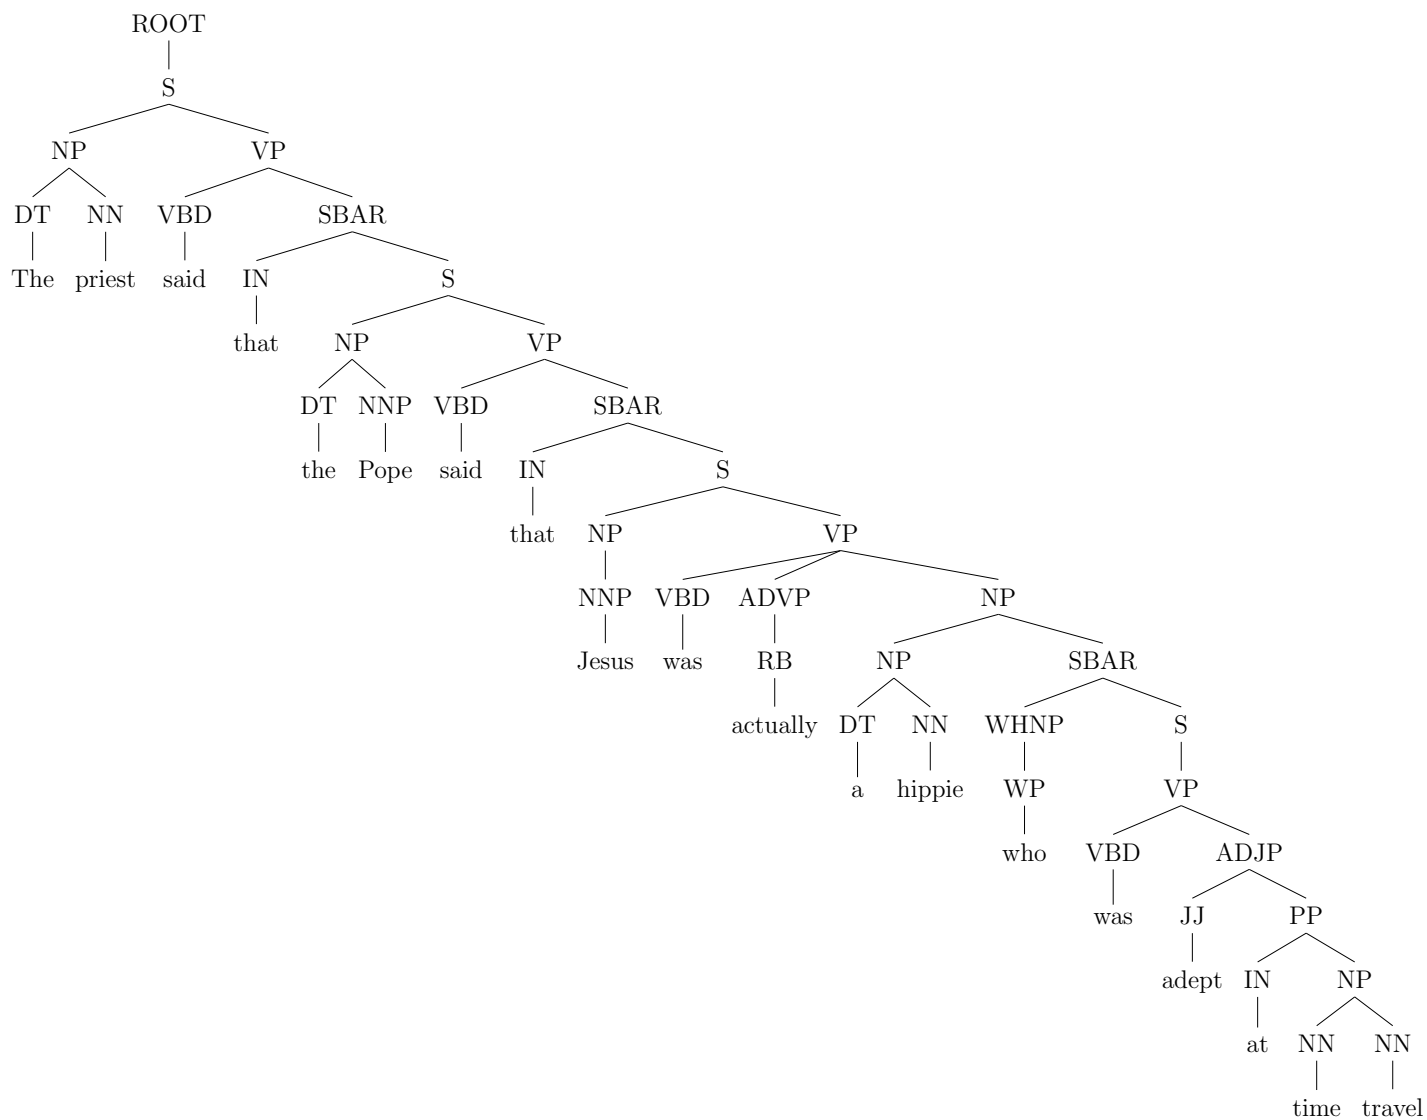 ROOT
S
NP VP
DT NN VBD SBAR
The priest said IN S
that NP VP
DT NNP VBD SBAR
the Pope said IN S
that NP VP
NNP VBD ADVP NP
Jesus was RB NP SBAR
actually DT NN WHNP S
a hippie WP VP
who VBD ADJP
was JJ PP
adept IN NP
at NN NN
time travel